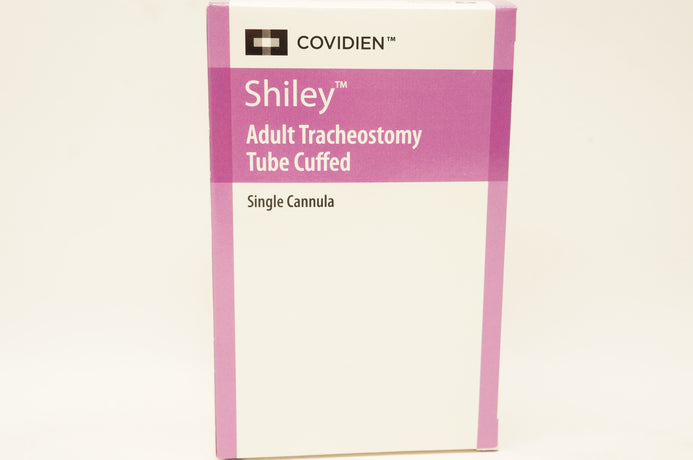 COVIDIEN™
Shiley™
Adult Tracheostomy
Tube Cuffed
Single Cannula